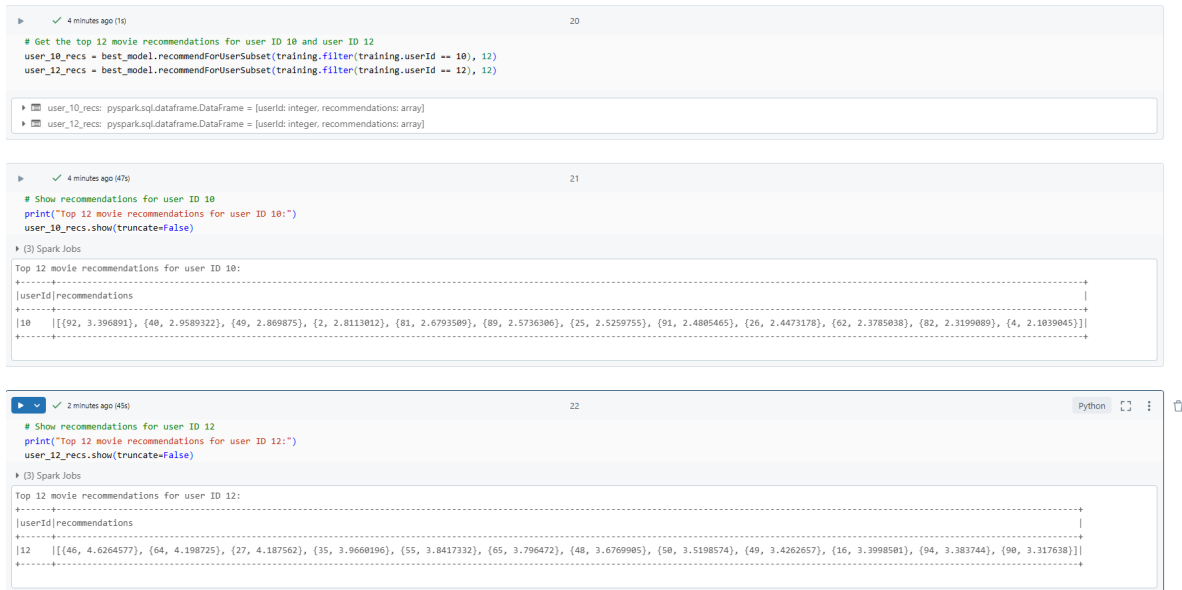 4 minutes ago (1s) 20
# Get the top 12 movie recommendations for user ID 10 and user ID 12
user_10_recs = best_model.recommendForUserSubset(training.filter(training.userId == 10), 12)
user_12_recs = best_model.recommendForUserSubset(training.filter(training.userId == 12), 12)
user_10_recs: pyspark.sql.dataframe.DataFrame = [userId: integer, recommendations: array]
user_12_recs: pyspark.sql.dataframe.DataFrame = [userId: integer, recommendations: array]
4 minutes ago (47s) 21
# Show recommendations for user ID 10
print("Top 12 movie recommendations for user ID 10:")
user_10_recs.show(truncate=False)
(3) Spark Jobs
Top 12 movie recommendations for user ID 10:
|userId|recommendations |
|10 |[{92, 3.396891}, {40, 2.9589322}, {49, 2.869875}, {2, 2.8113012}, {81, 2.6793509}, {89, 2.5736306}, {25, 2.5259755}, {91, 2.4805465}, {26, 2.4473178}, {62, 2.3785038}, {82, 2.3199089}, {4, 2.1039045}]|
2 minutes ago (45s) 22 Python
# Show recommendations for user ID 12
print("Top 12 movie recommendations for user ID 12:")
user_12_recs.show(truncate=False)
(3) Spark Jobs
Top 12 movie recommendations for user ID 12:
|userId|recommendations |
|12 |[{46, 4.6264577}, {64, 4.198725}, {27, 4.187562}, {35, 3.9660196}, {55, 3.8417332}, {65, 3.796472}, {48, 3.6769905}, {50, 3.5198574}, {49, 3.4262657}, {16, 3.3998501}, {94, 3.383744}, {90, 3.317638}]|